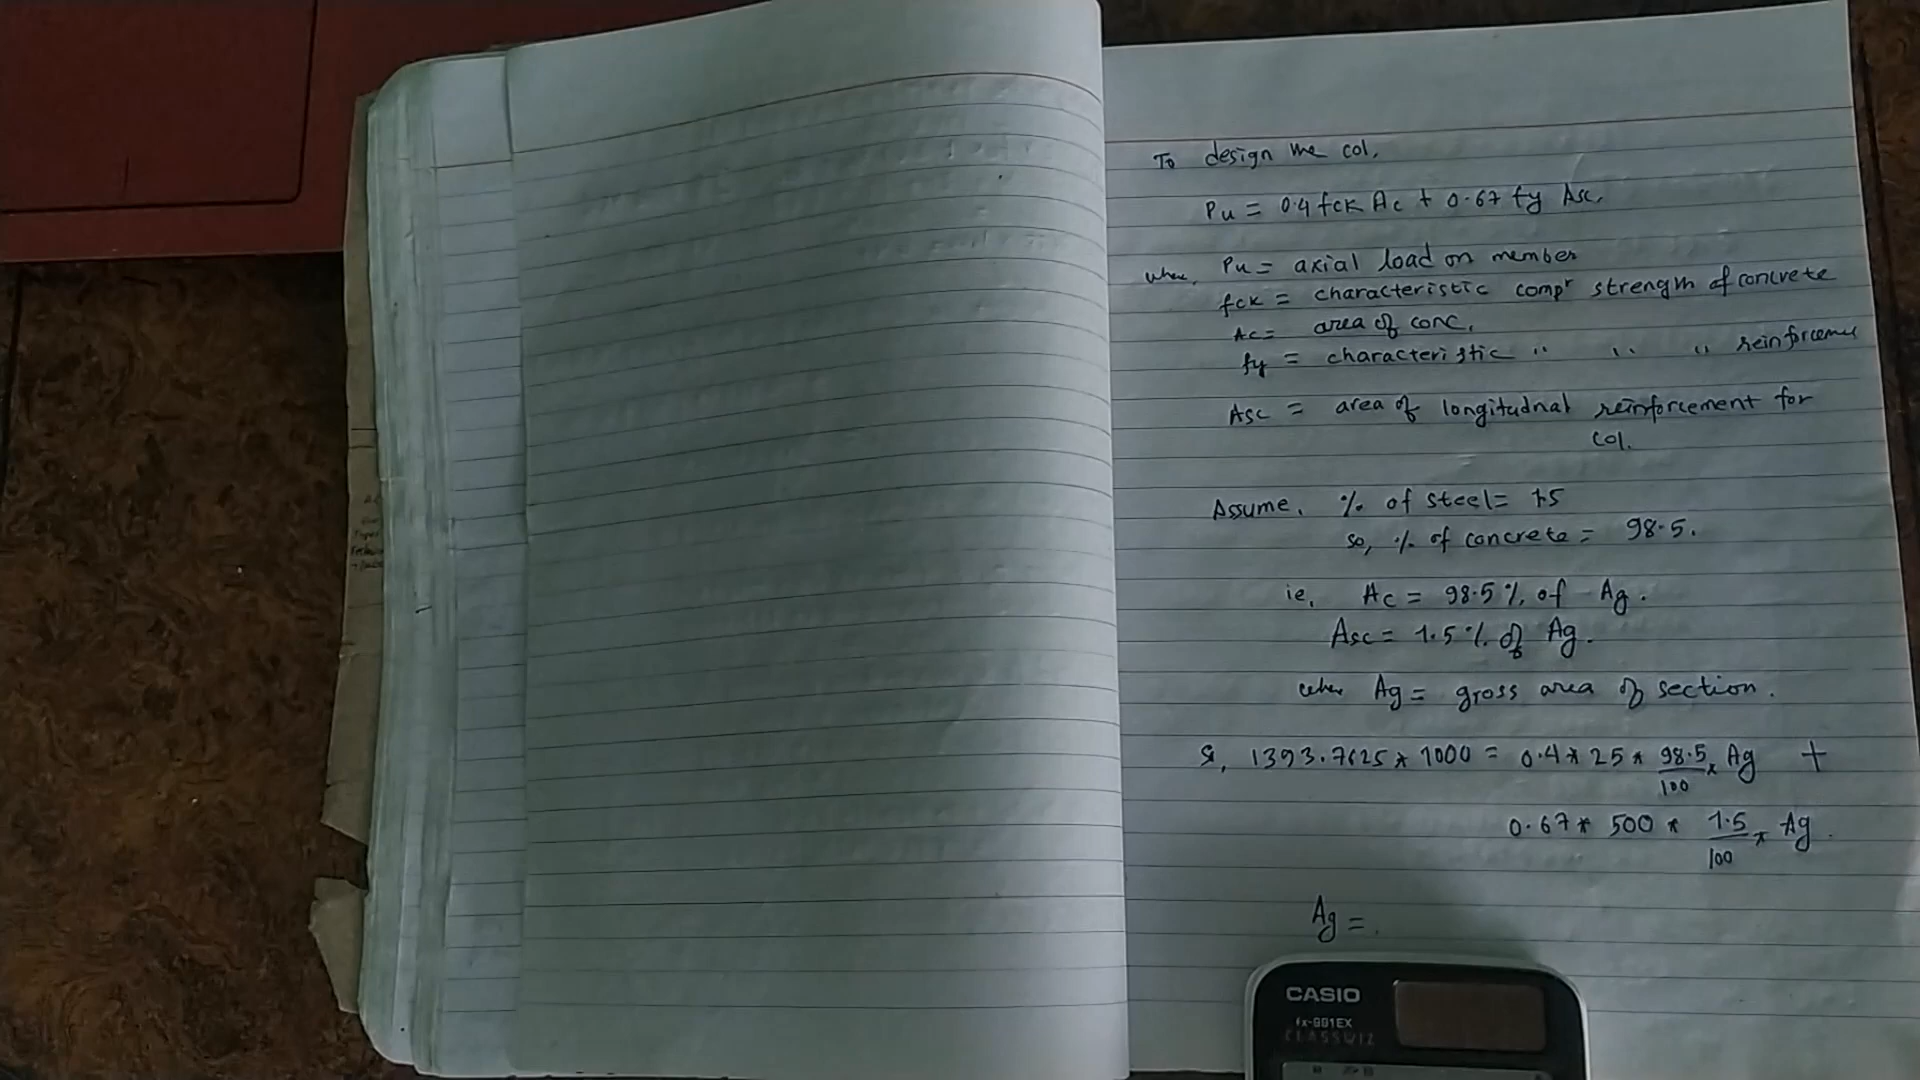 To design the col.
Pu = 0.4 fck Ac + 0.67 fy Asc.
where, Pu = axial load on member
fck = characteristic compr strength of concrete
Ac = area of conc.
fy = characteristic " " " reinforcemen
Asc = area of longitudnal reinforcement for
col.
Assume, % of steel = 1.5
so, % of concrete = 98.5.
ie, Ac = 98.5 % of Ag.
Asc = 1.5 % of Ag.
where Ag = gross area of section.
So, 1393.7625 * 1000 = 0.4 * 25 * 98.5/100 * Ag +
0.67 * 500 * 1.5/100 * Ag.
Ag =
CASIO
fx-991EX
CLASSWIZ